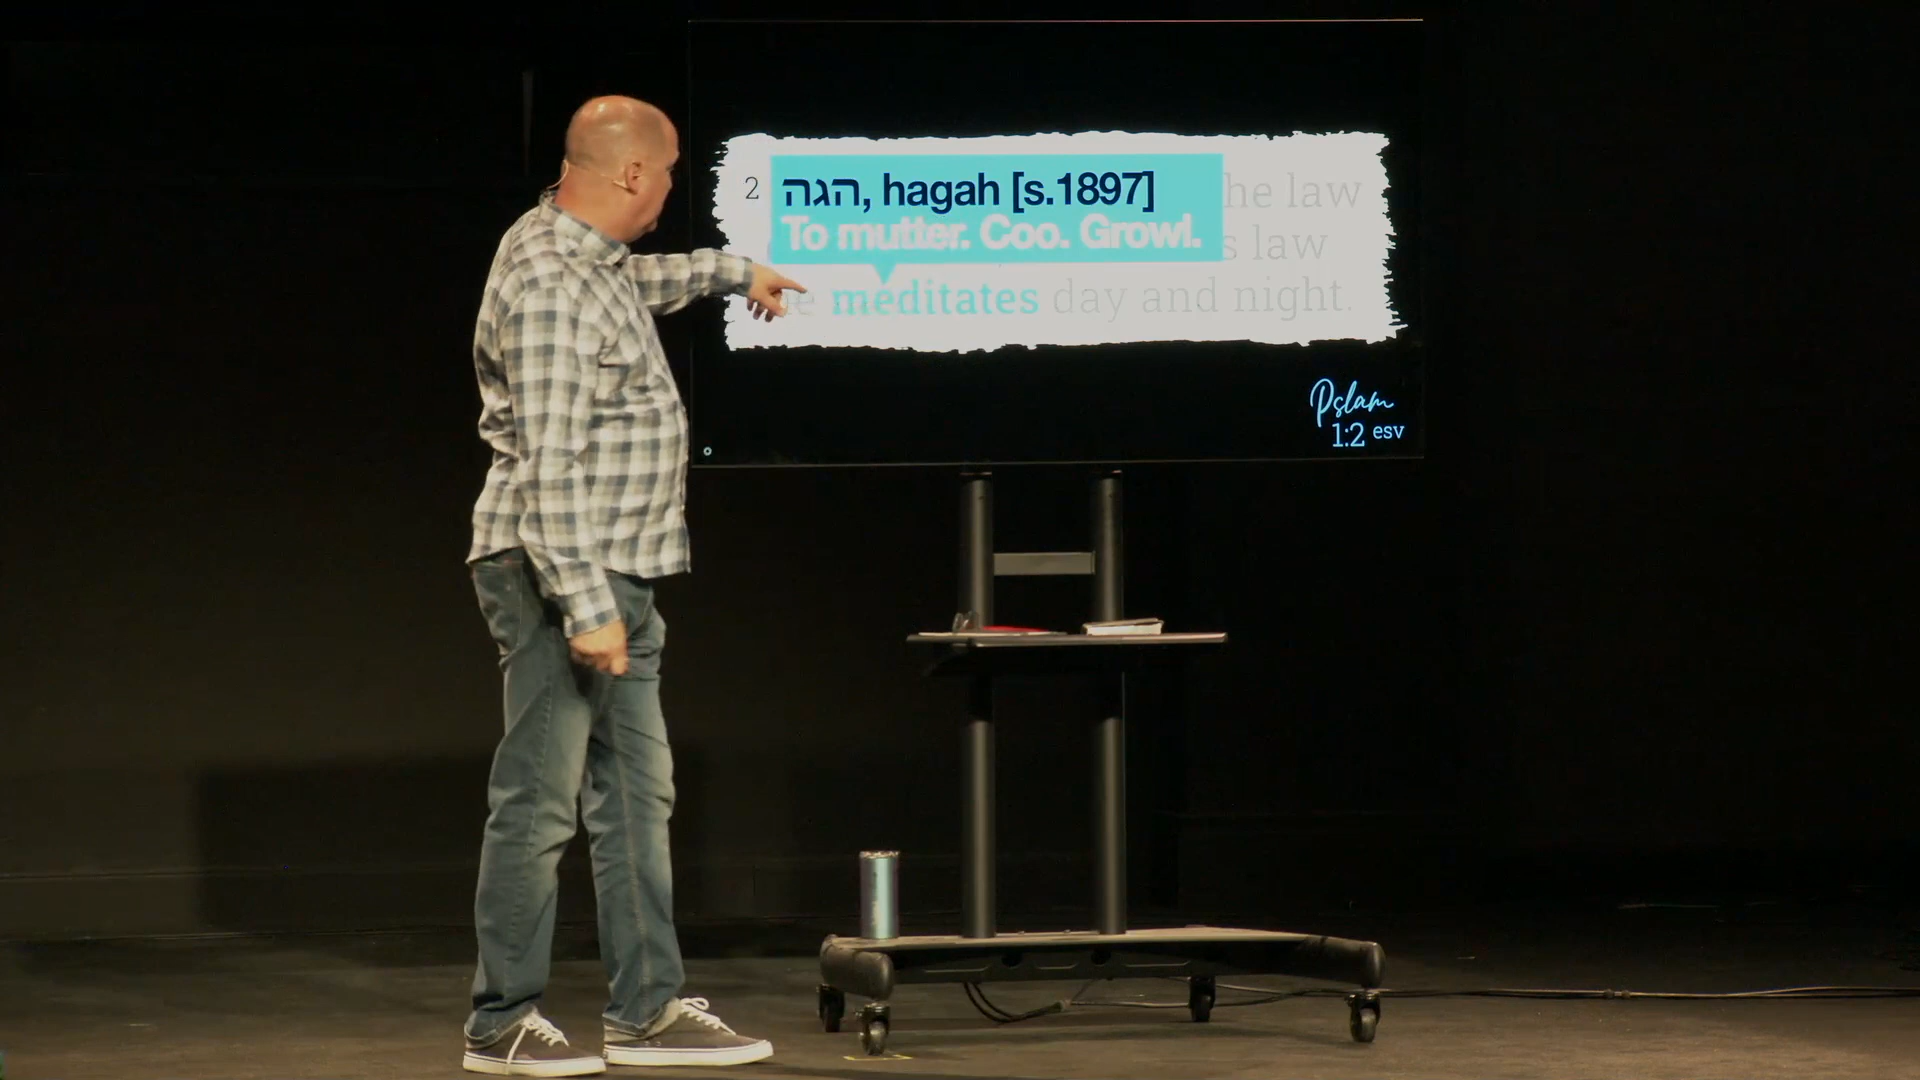 2 הגה, hagah [s.1897] he law
To mutter. Coo. Growl. s law
e meditates day and night.
Pslam
1:2 esv